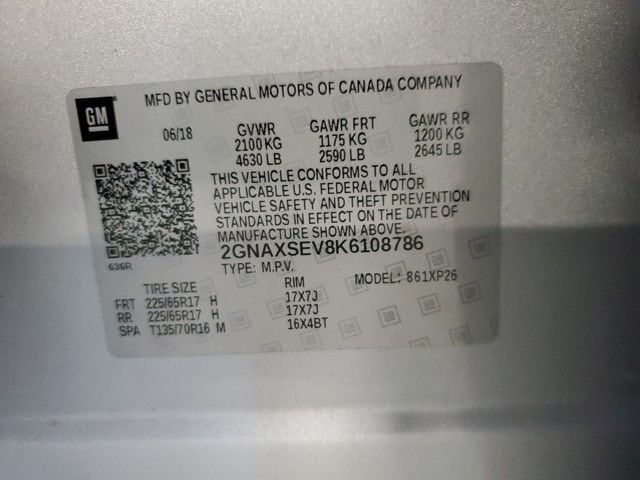 GM
MFD BY GENERAL MOTORS OF CANADA COMPANY
06/18 GVWR GAWR FRT GAWR RR
2100 KG 1175 KG 1200 KG
4630 LB 2590 LB 2645 LB
THIS VEHICLE CONFORMS TO ALL
APPLICABLE U.S. FEDERAL MOTOR
VEHICLE SAFETY AND THEFT PREVENTION
STANDARDS IN EFFECT ON THE DATE OF
MANUFACTURE SHOWN ABOVE.
2GNAXSEV8K6108786
636R
TYPE: M.P.V. MODEL: 861XP26
TIRE SIZE RIM
FRT 225/65R17 H 17X7J
RR 225/65R17 H 17X7J
SPA T135/70R16 M 16X4BT